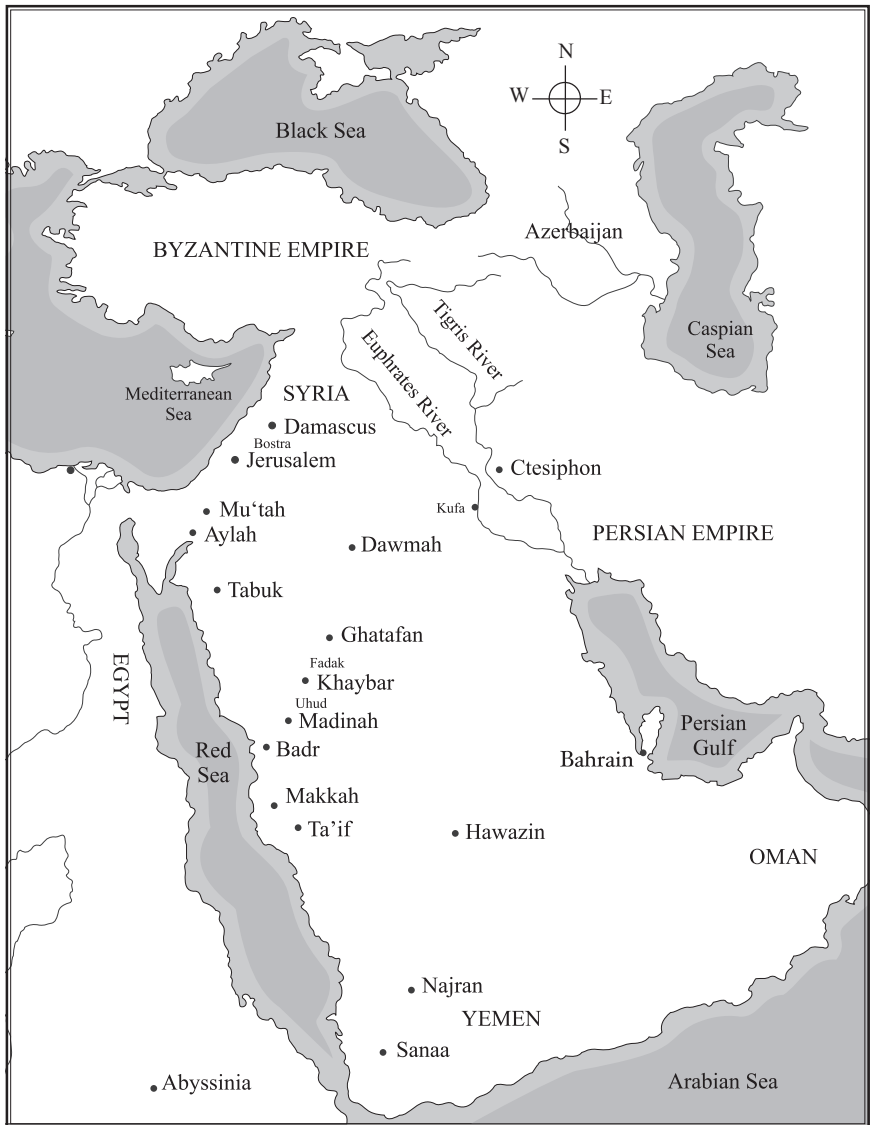 N
W
E
S
Black Sea
Azerbaijan
BYZANTINE EMPIRE
Tigris River
Caspian
Sea
Euphrates River
Mediterranean
Sea
SYRIA
Damascus
Bostra
Jerusalem
Ctesiphon
Kufa
Mu‘tah
Aylah
PERSIAN EMPIRE
Dawmah
Tabuk
Ghatafan
Fadak
Khaybar
EGYPT
Uhud
Madinah
Red
Sea
Badr
Persian
Gulf
Bahrain
Makkah
Ta’if
Hawazin
OMAN
Najran
YEMEN
Sanaa
Abyssinia
Arabian Sea